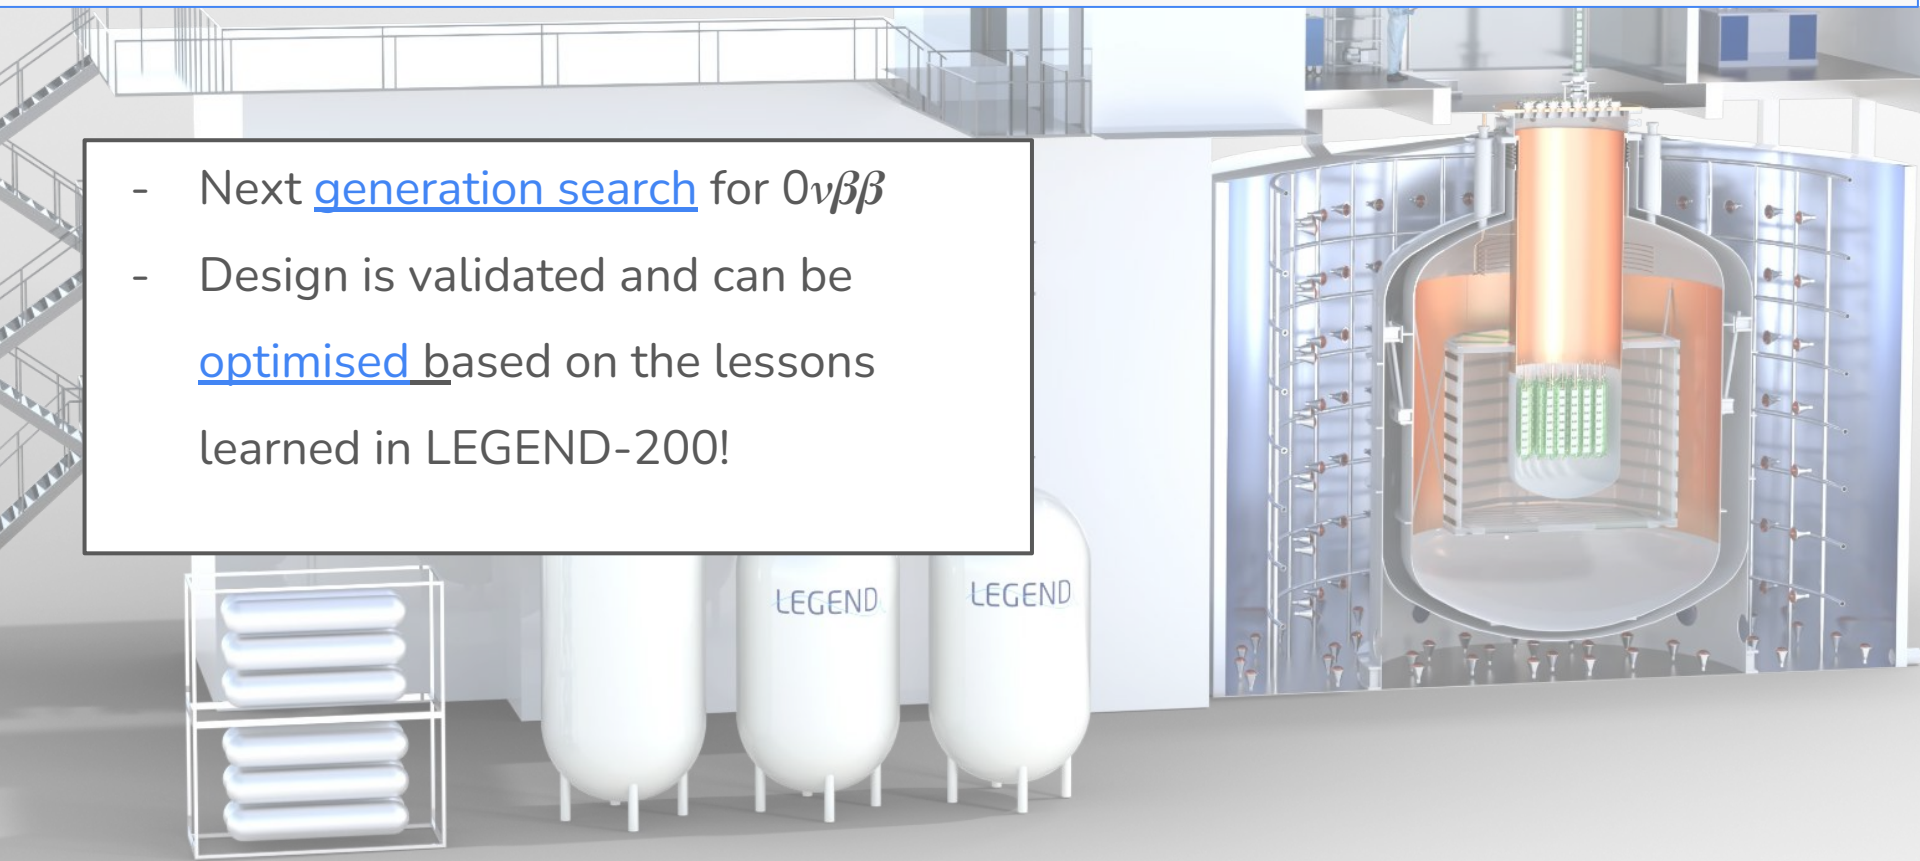 - Next generation search for 0νββ
- Design is validated and can be
optimised based on the lessons
learned in LEGEND-200!
LEGEND
LEGEND